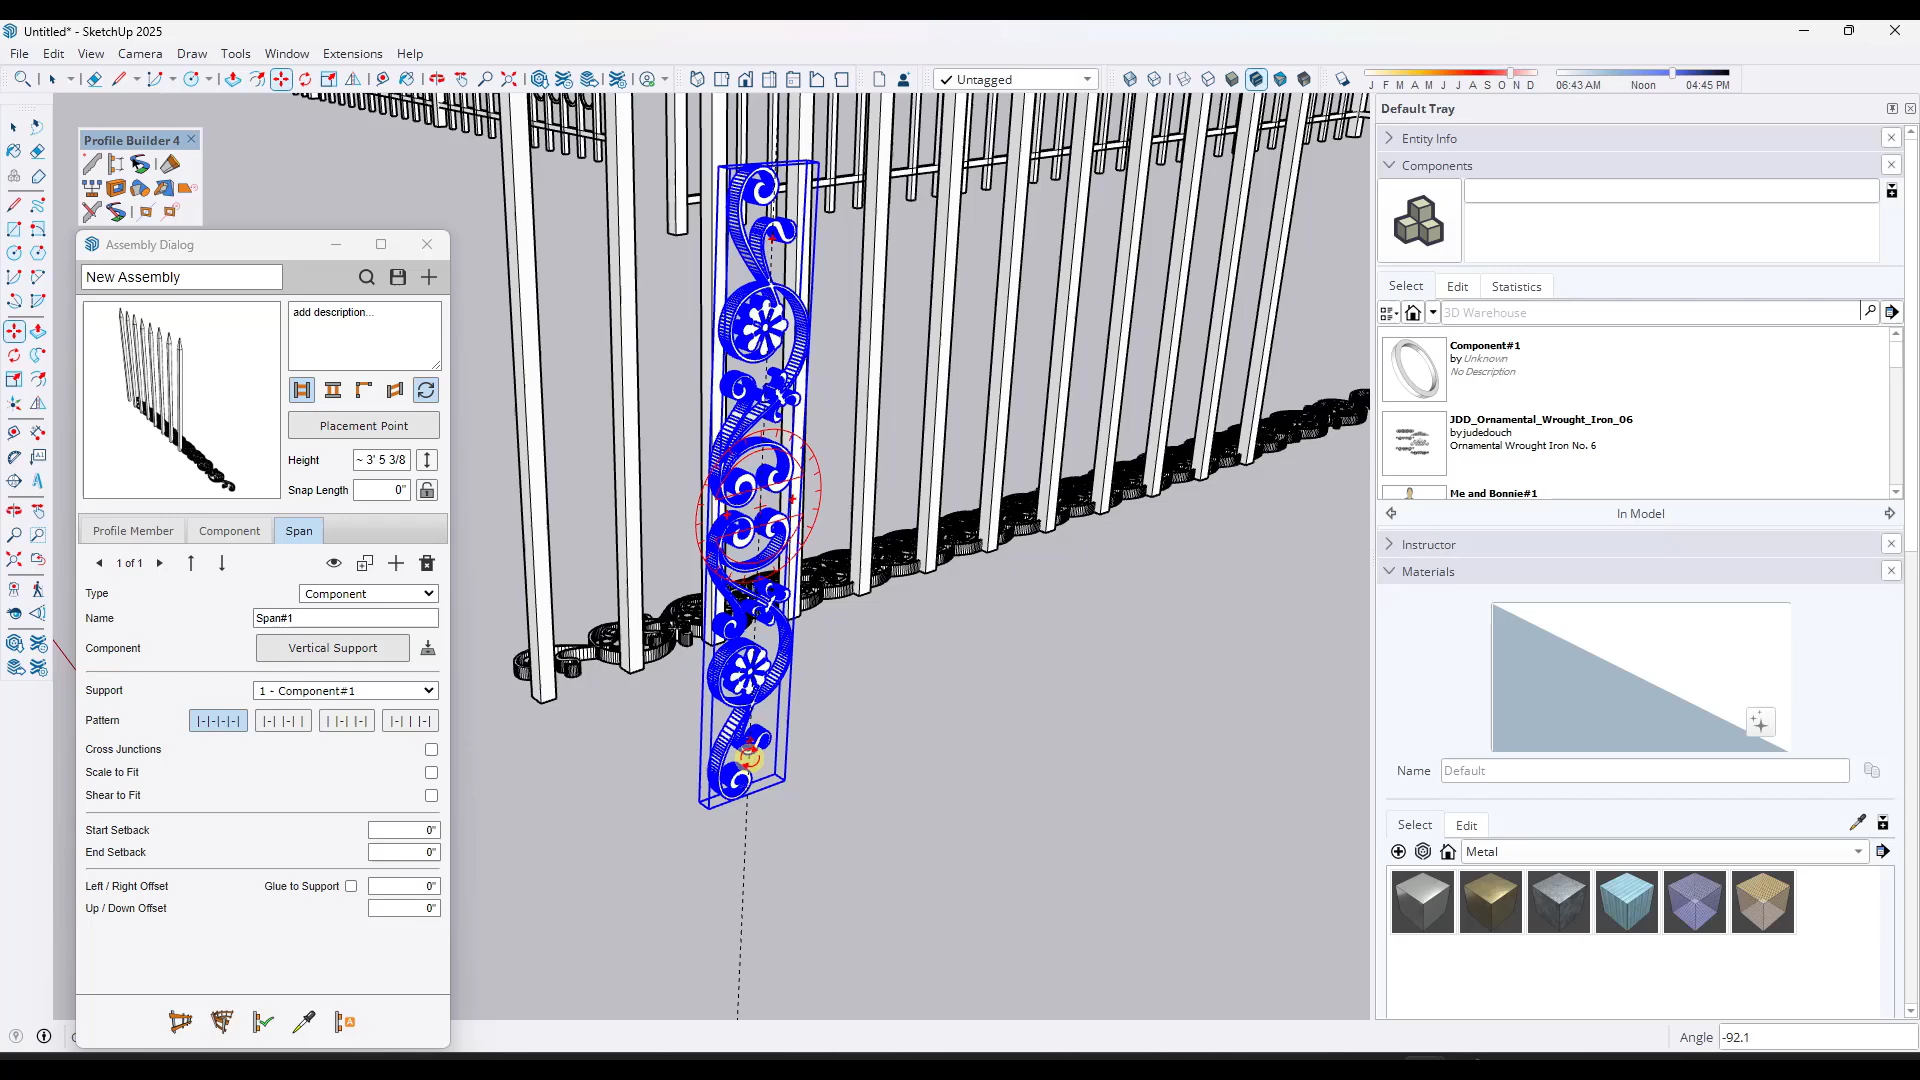 Untitled* - SketchUp 2025
File Edit View Camera Draw Tools Window Extensions Help
Untagged
J F M A M J J A S O N D 06:43 AM Noon 04:45 PM
Default Tray
Profile Builder 4
Entity Info
Components
Assembly Dialog
New Assembly
add description...
Placement Point
Height ~ 3' 5 3/8
Snap Length 0"
Profile Member Component Span
1 of 1
Type Component
Name Span#1
Component Vertical Support
Support 1 - Component#1
Pattern |-|-|-|-| |-| |-| | | |-| |-| |-| | |-|
Cross Junctions
Scale to Fit
Shear to Fit
Start Setback 0"
End Setback 0"
Left / Right Offset Glue to Support 0"
Up / Down Offset 0"
Select Edit Statistics
3D Warehouse
Component#1
by Unknown
No Description
JDD_Ornamental_Wrought_Iron_06
by judedouch
Ornamental Wrought Iron No. 6
Me and Bonnie#1
In Model
Instructor
Materials
Name Default
Select Edit
Metal
Angle -92.1